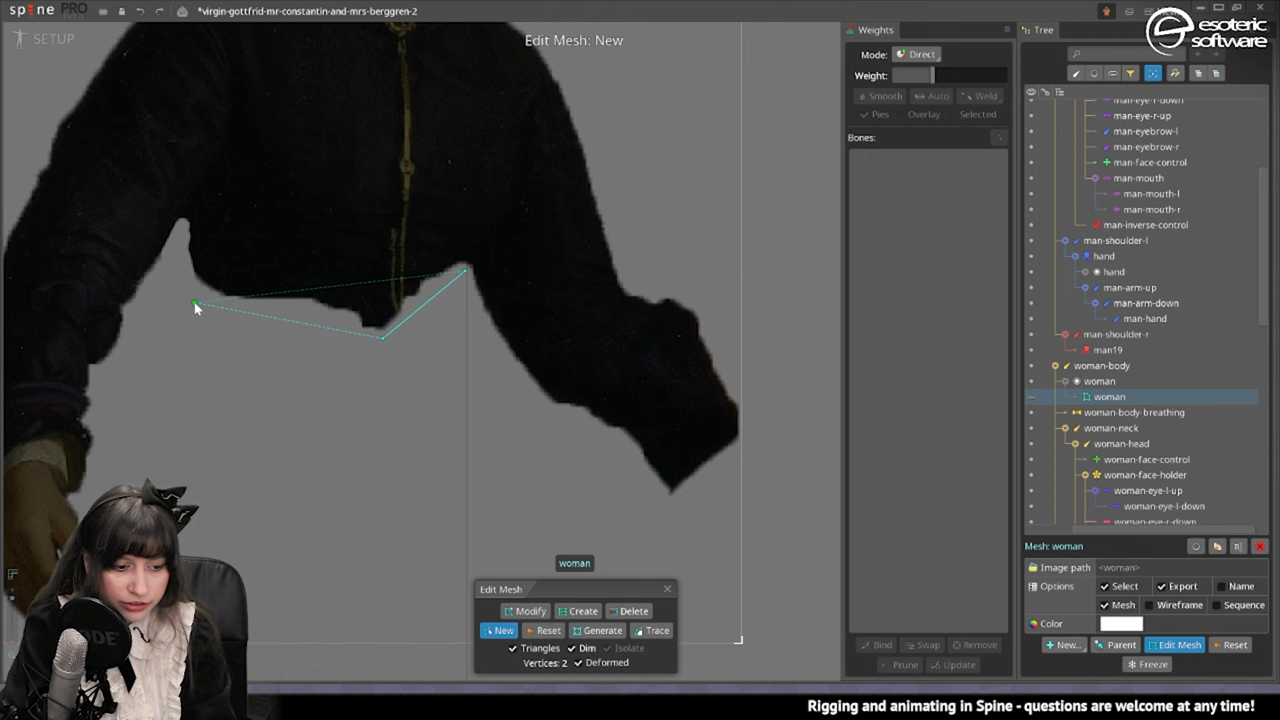 spine PRO
beta
*virgin-gottfrid-mr-constantin-and-mrs-berggren-2
SETUP
Edit Mesh: New
esoteric
software
Weights
Tree
Mode:
Direct
Weight:
Smooth
Auto
Weld
Pies
Overlay
Selected
Bones:
man-eye-r-down
man-eye-r-up
man-eyebrow-l
man-eyebrow-r
man-face-control
man-mouth
man-mouth-l
man-mouth-r
man-inverse-control
man-shoulder-l
hand
hand
man-arm-up
man-arm-down
man-hand
man-shoulder-r
man19
woman-body
woman
woman
woman-body-breathing
woman-neck
woman-head
woman-face-control
woman-face-holder
woman-eye-l-up
woman-eye-l-down
woman-eye-r-down
Mesh: woman
Image path
<woman>
Options
Select
Export
Name
Mesh
Wireframe
Sequence
Color
New...
Parent
Edit Mesh
Reset
Freeze
Bind
Swap
Remove
Prune
Update
woman
Edit Mesh
Modify
Create
Delete
New
Reset
Generate
Trace
Triangles
Dim
Isolate
Vertices: 2
Deformed
Rigging and animating in Spine - questions are welcome at any time!